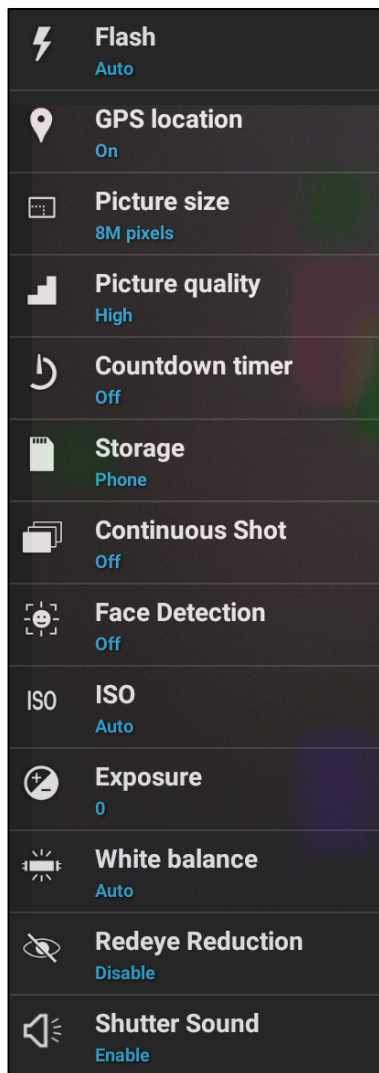 Flash
Auto
GPS location
On
Picture size
8M pixels
Picture quality
High
Countdown timer
Off
Storage
Phone
Continuous Shot
Off
Face Detection
Off
ISO
ISO
Auto
Exposure
0
White balance
Auto
Redeye Reduction
Disable
Shutter Sound
Enable